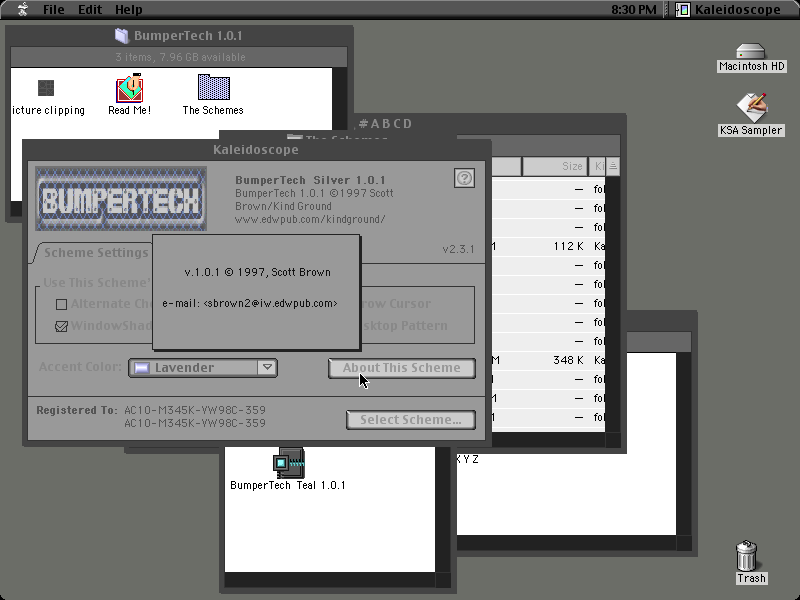 File Edit Help
8:30 PM
Kaleidoscope
BumperTech 1.0.1
3 items, 7.96 GB available
icture clipping
Read Me!
The Schemes
Macintosh HD
KSA Sampler
#ABCD
The Schemes
Size
Ki
— fol
— fol
— fol
112 K Ka
— fol
— fol
— fol
— fol
— fol
348 K Ka
— fol
— fol
— fol
Kaleidoscope
BUMPERTECH
BumperTech Silver 1.0.1
BumperTech 1.0.1 ©1997 Scott
Brown/Kind Ground
www.edwpub.com/kindground/
Scheme Settings
v2.3.1
v.1.0.1 © 1997, Scott Brown
e-mail: <sbrown2@iw.edwpub.com>
Use This Scheme'
Alternate Che
row Cursor
WindowShad
sktop Pattern
Accent Color:
Lavender
About This Scheme
Registered To: AC10-M345K-YW98C-359
AC10-M345K-YW98C-359
Select Scheme...
XYZ
BumperTech Teal 1.0.1
Trash